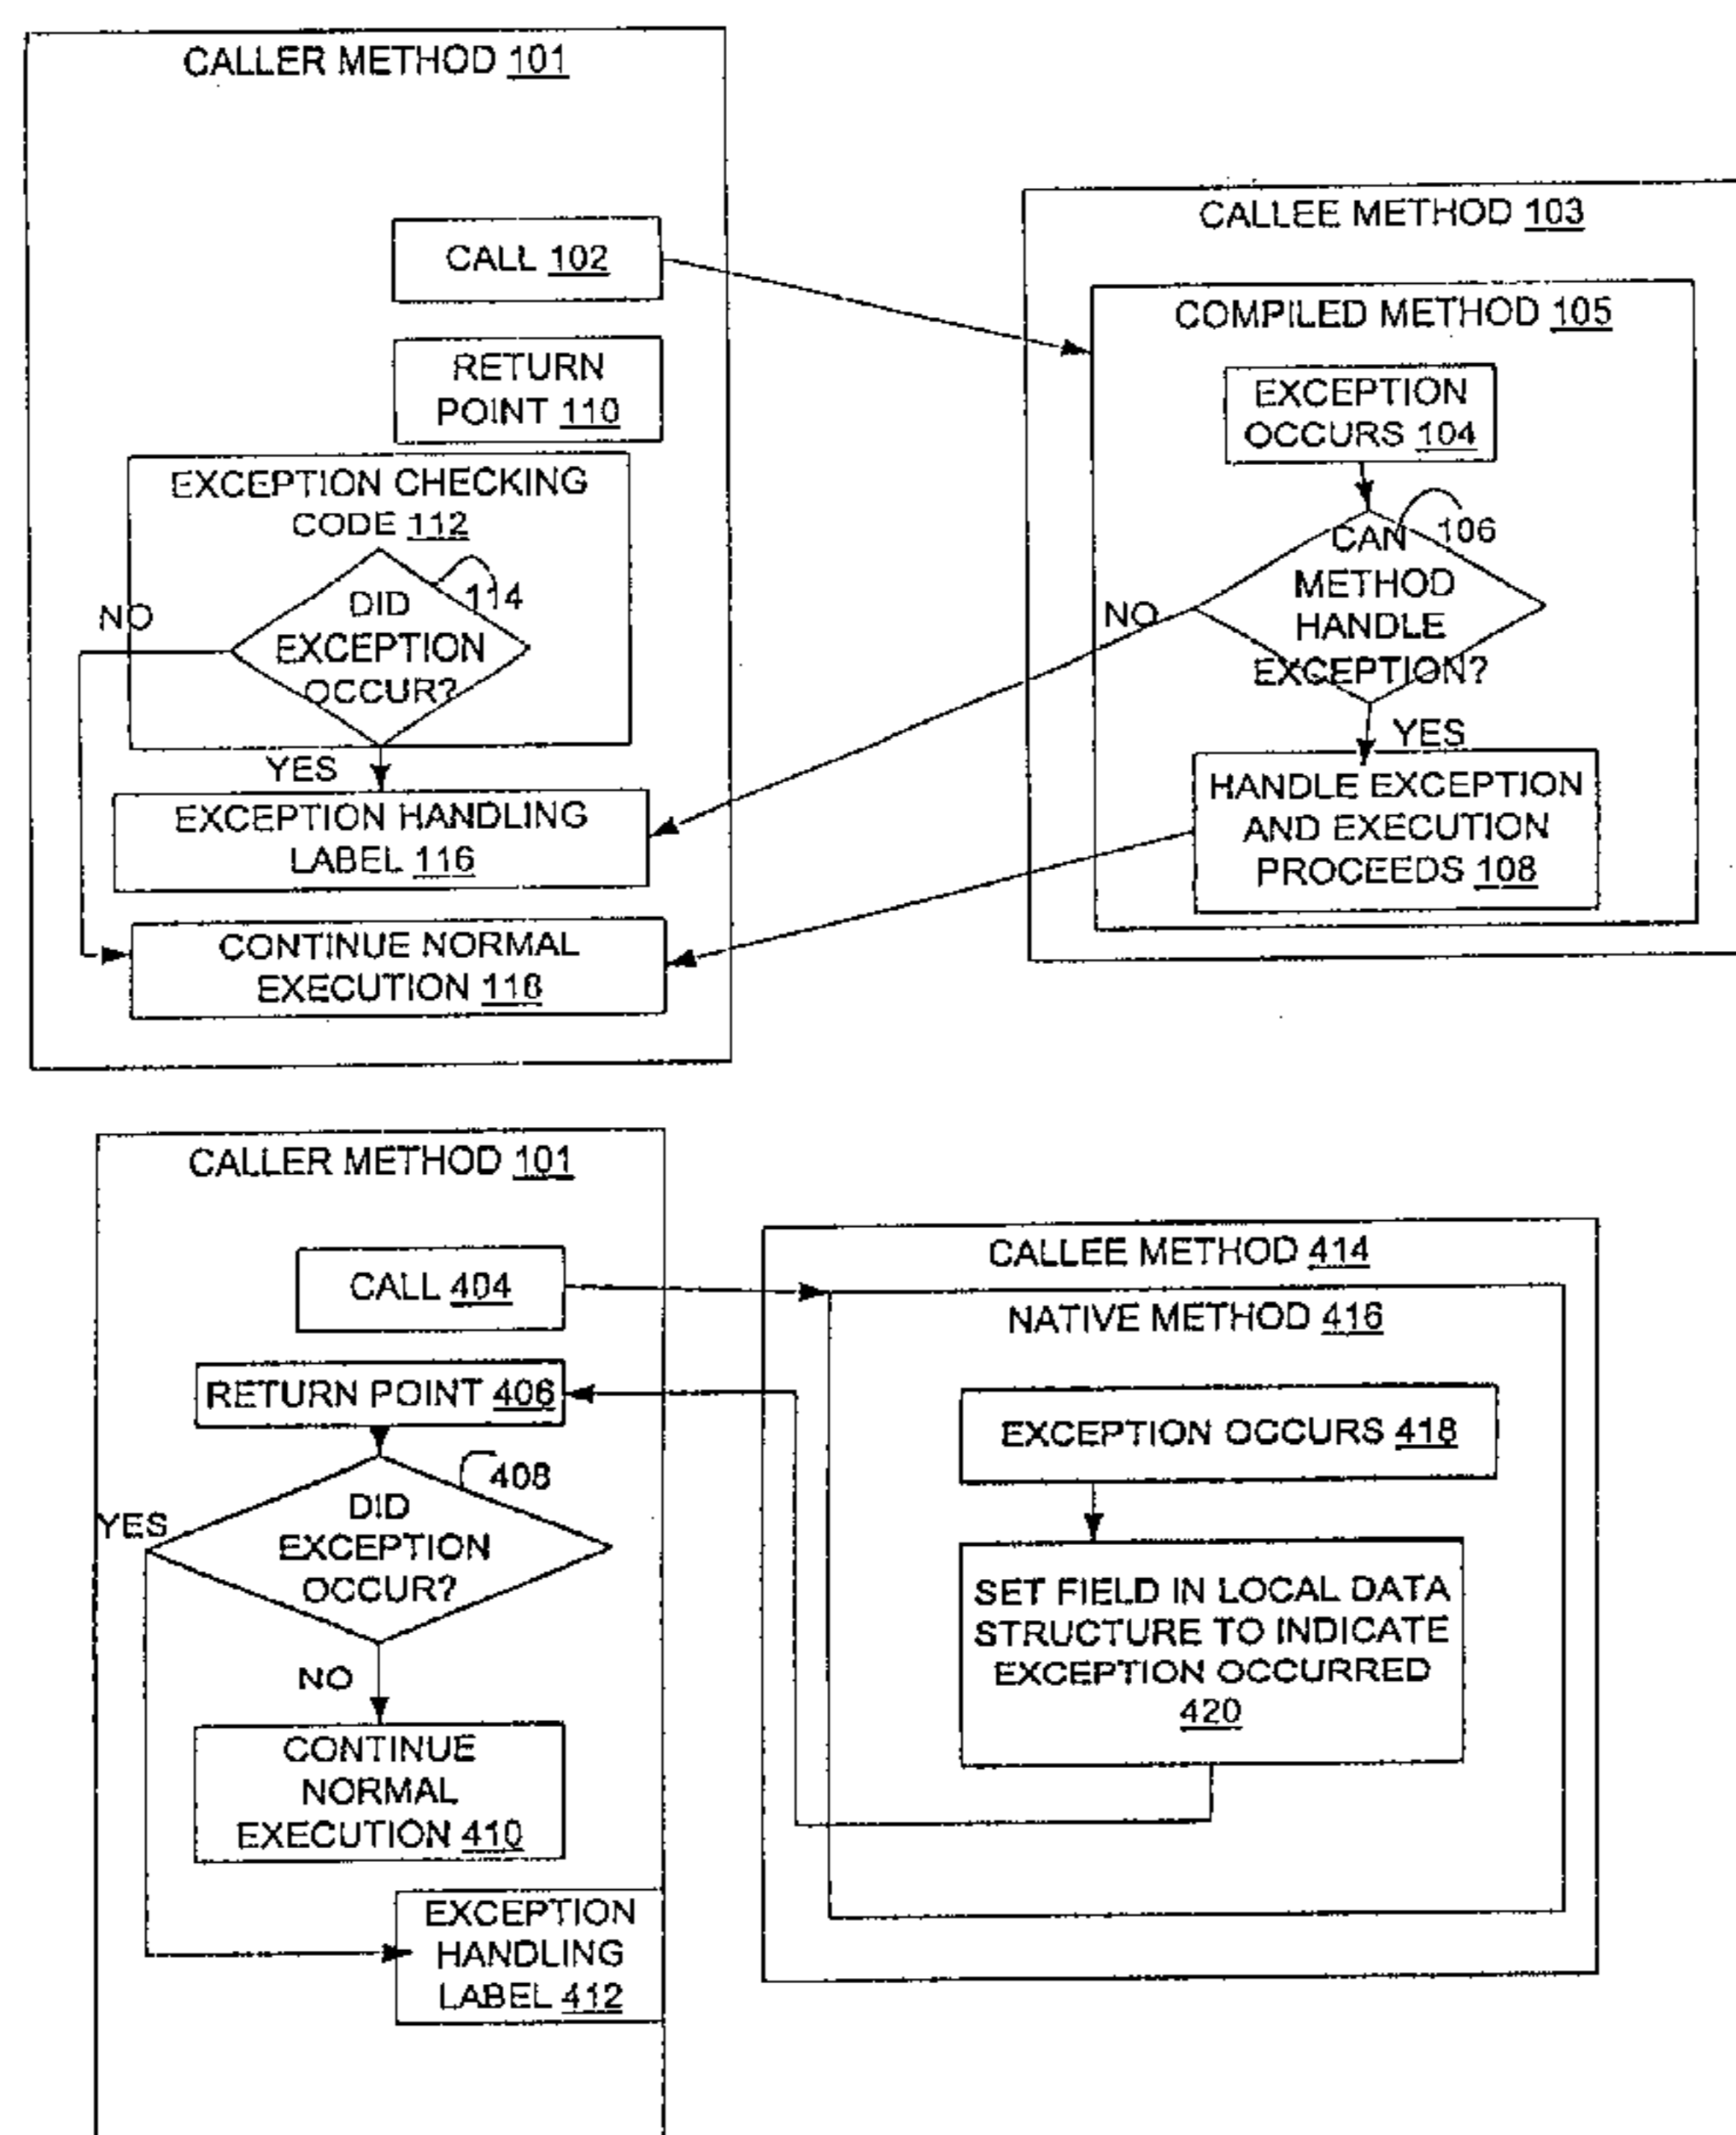 CALLER METHOD 101
CALL 102
RETURN
POINT 110
EXCEPTION CHECKING
CODE 112
114
DID
EXCEPTION
OCCUR?
NO
YES
EXCEPTION HANDLING
LABEL 116
CONTINUE NORMAL
EXECUTION 118
CALLEE METHOD 103
COMPILED METHOD 105
EXCEPTION
OCCURS 104
106
CAN
METHOD
HANDLE
EXCEPTION?
NO
YES
HANDLE EXCEPTION
AND EXECUTION
PROCEEDS 108
CALLER METHOD 101
CALL 404
RETURN POINT 406
408
DID
EXCEPTION
OCCUR?
YES
NO
CONTINUE
NORMAL
EXECUTION 410
EXCEPTION
HANDLING
LABEL 412
CALLEE METHOD 414
NATIVE METHOD 416
EXCEPTION OCCURS 418
SET FIELD IN LOCAL DATA
STRUCTURE TO INDICATE
EXCEPTION OCCURRED
420